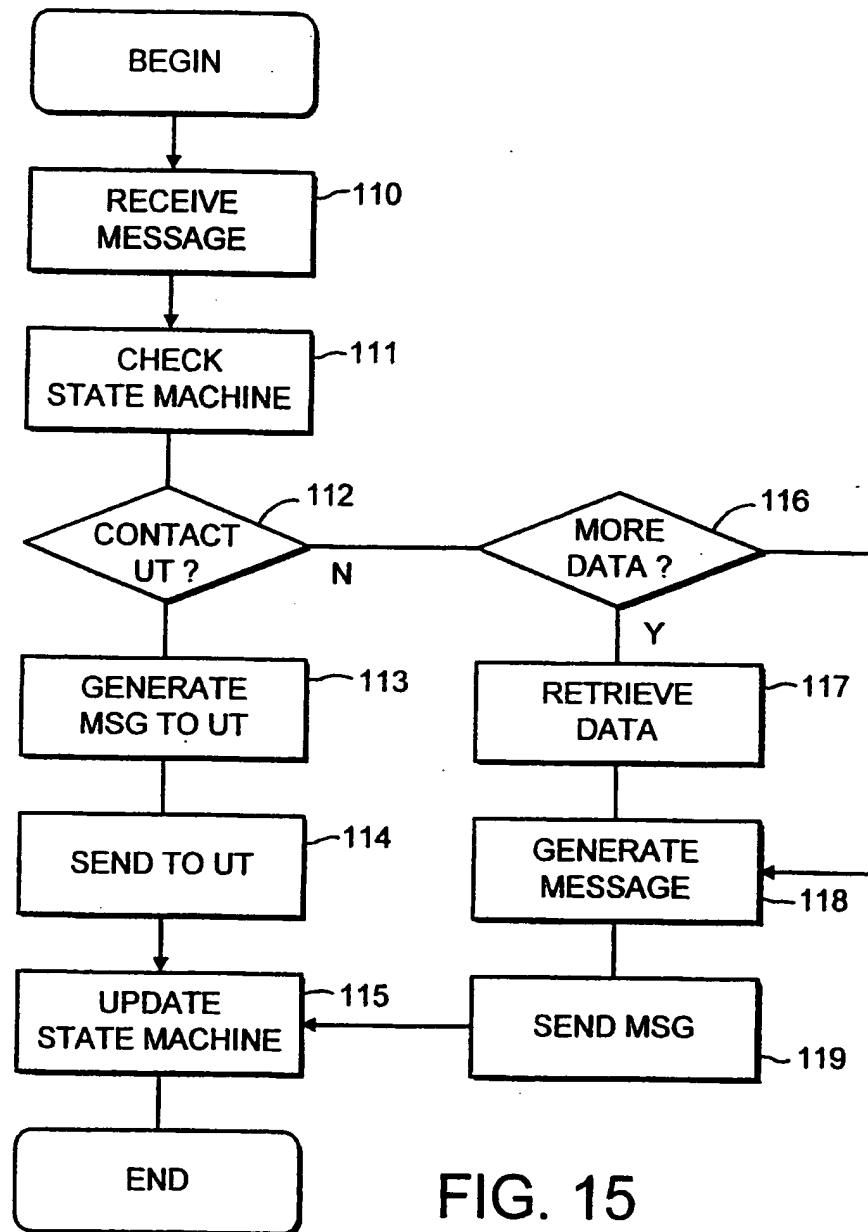 BEGIN
RECEIVE
MESSAGE
110
CHECK
STATE MACHINE
111
CONTACT
UT ?
112
N
MORE
DATA ?
116
Y
GENERATE
MSG TO UT
113
RETRIEVE
DATA
117
SEND TO UT
114
GENERATE
MESSAGE
118
UPDATE
STATE MACHINE
115
SEND MSG
119
END
FIG. 15